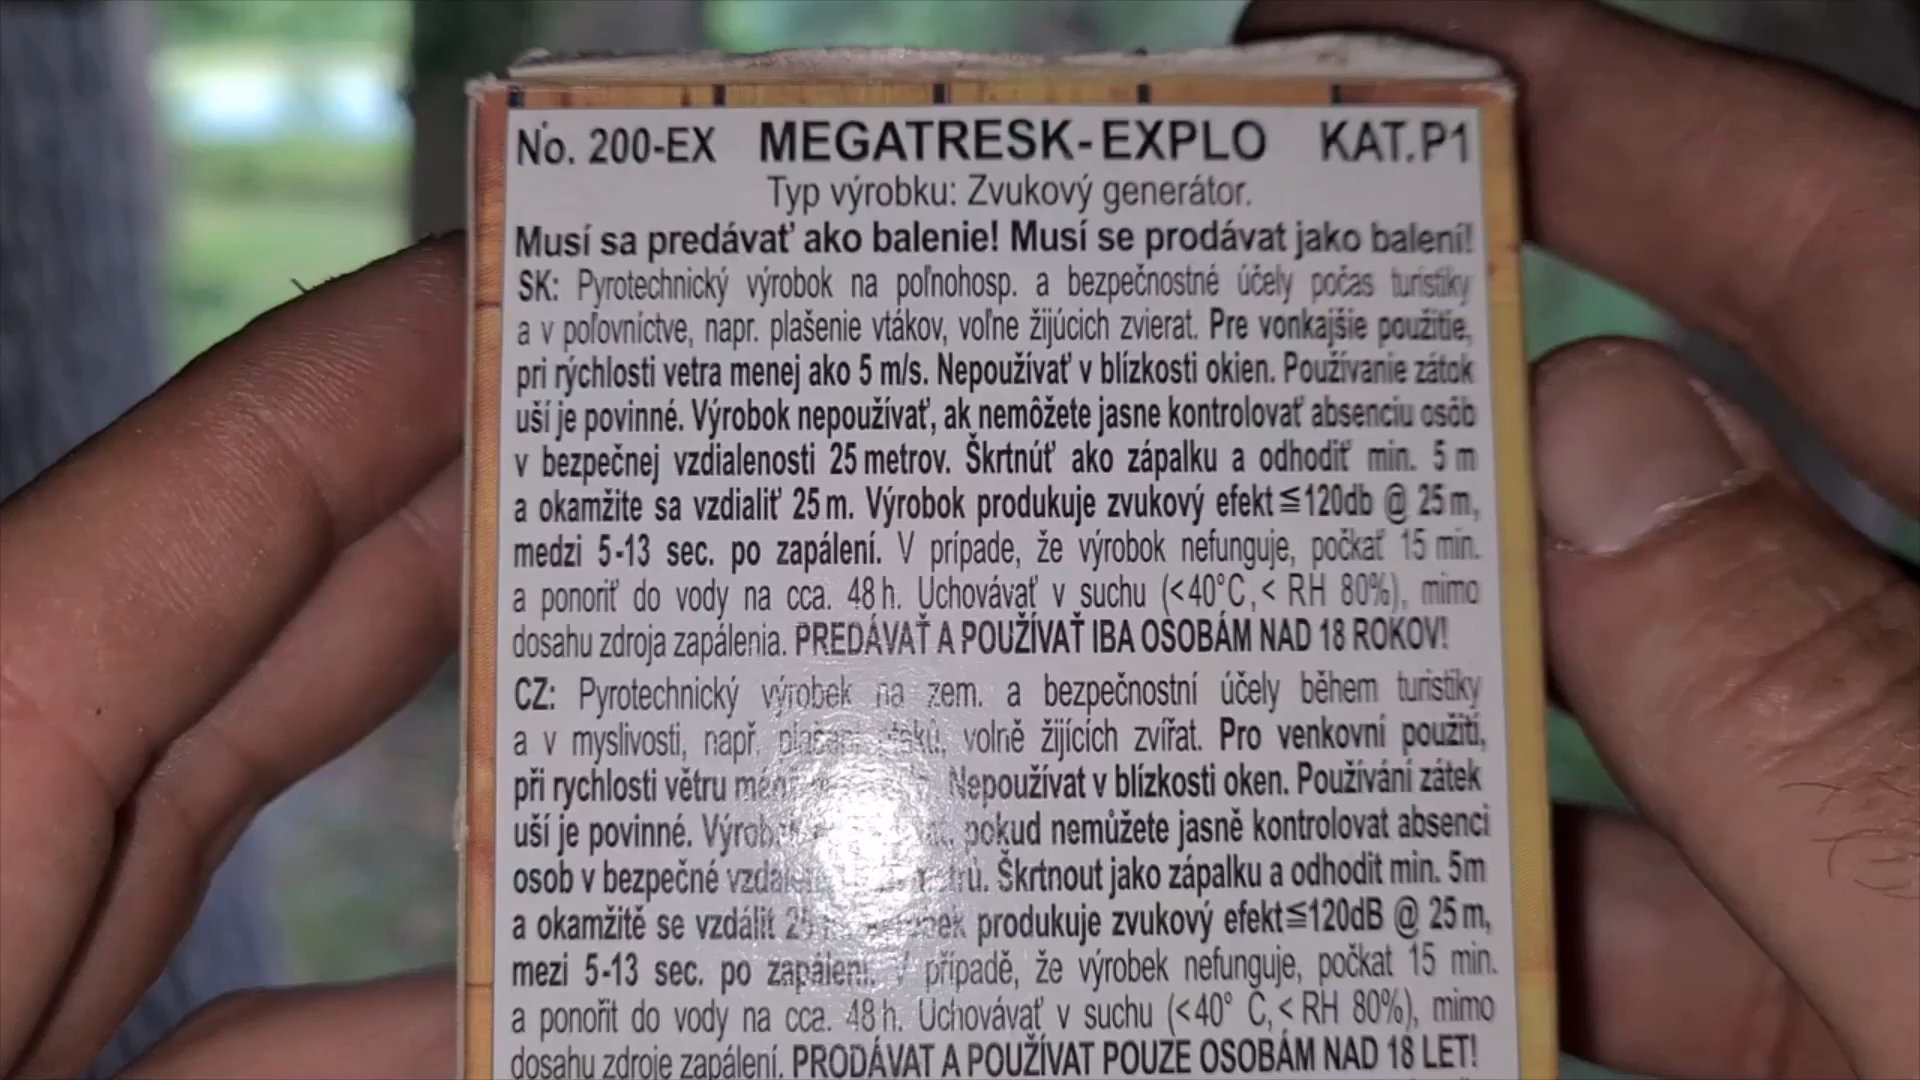 No. 200-EX MEGATRESK-EXPLO KAT.P1
Typ výrobku: Zvukový generátor.
Musí sa predávať ako balenie! Musí se prodávat jako balení!
SK: Pyrotechnický výrobok na poľnohosp. a bezpečnostné účely počas turistiky
a v poľovníctve, napr. plašenie vtákov, voľne žijúcich zvierat. Pre vonkajšie použitie,
pri rýchlosti vetra menej ako 5 m/s. Nepoužívať v blízkosti okien. Používanie zátok
uší je povinné. Výrobok nepoužívať, ak nemôžete jasne kontrolovať absenciu osôb
v bezpečnej vzdialenosti 25 metrov. Škrtnúť ako zápalku a odhodiť min. 5 m
a okamžite sa vzdialiť 25 m. Výrobok produkuje zvukový efekt ≦120db @ 25 m,
medzi 5-13 sec. po zapálení. V prípade, že výrobok nefunguje, počkať 15 min.
a ponoriť do vody na cca. 48 h. Uchovávať v suchu (<40°C,< RH 80%), mimo
dosahu zdroja zapálenia. PREDÁVAŤ A POUŽÍVAŤ IBA OSOBÁM NAD 18 ROKOV!
CZ: Pyrotechnický výrobek na zem. a bezpečnostní účely během turistiky
a v myslivosti, např. volně žijících zvířat. Pro venkovní použití,
při rychlosti větru Nepoužívat v blízkosti oken. Používání zátek
uší je povinné. pokud nemůžete jasně kontrolovat absenci
osob v bezpečné Škrtnout jako zápalku a odhodit min. 5m
a okamžitě se vzdálit produkuje zvukový efekt ≦120dB @ 25 m,
mezi 5-13 sec. po zapálení. V případě, že výrobek nefunguje, počkat 15 min.
a ponořit do vody na cca. 48 h. Uchovávať v suchu (<40° C,< RH 80%), mimo
dosahu zdroje zapálení. PRODÁVAT A POUŽÍVAT POUZE OSOBÁM NAD 18 LET!